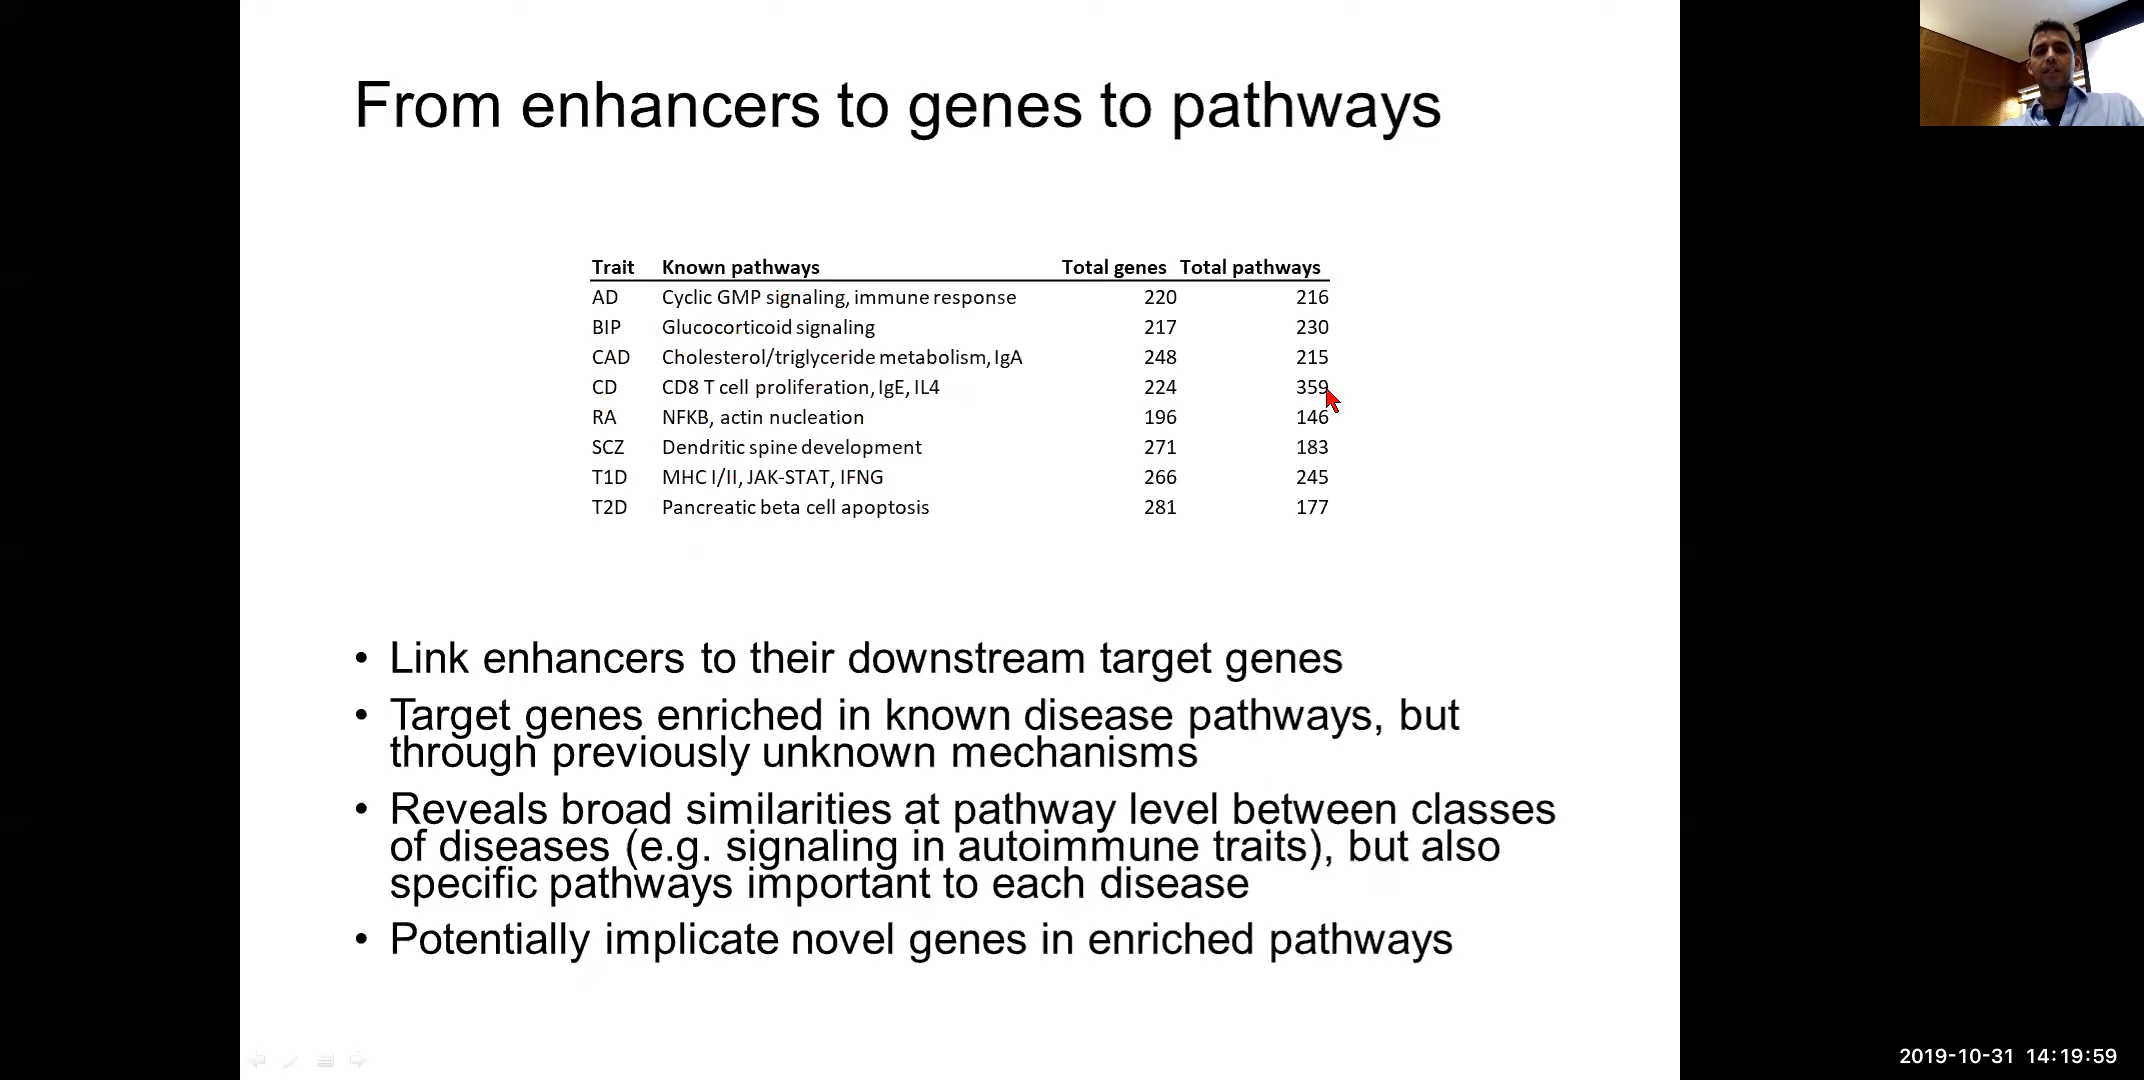 From enhancers to genes to pathways
Trait Known pathways Total genes Total pathways
AD Cyclic GMP signaling, immune response 220 216
BIP Glucocorticoid signaling 217 230
CAD Cholesterol/triglyceride metabolism, IgA 248 215
CD CD8 T cell proliferation, IgE, IL4 224 359
RA NFKB, actin nucleation 196 146
SCZ Dendritic spine development 271 183
T1D MHC I/II, JAK-STAT, IFNG 266 245
T2D Pancreatic beta cell apoptosis 281 177
• Link enhancers to their downstream target genes
• Target genes enriched in known disease pathways, but
through previously unknown mechanisms
• Reveals broad similarities at pathway level between classes
of diseases (e.g. signaling in autoimmune traits), but also
specific pathways important to each disease
• Potentially implicate novel genes in enriched pathways
2019-10-31 14:19:59